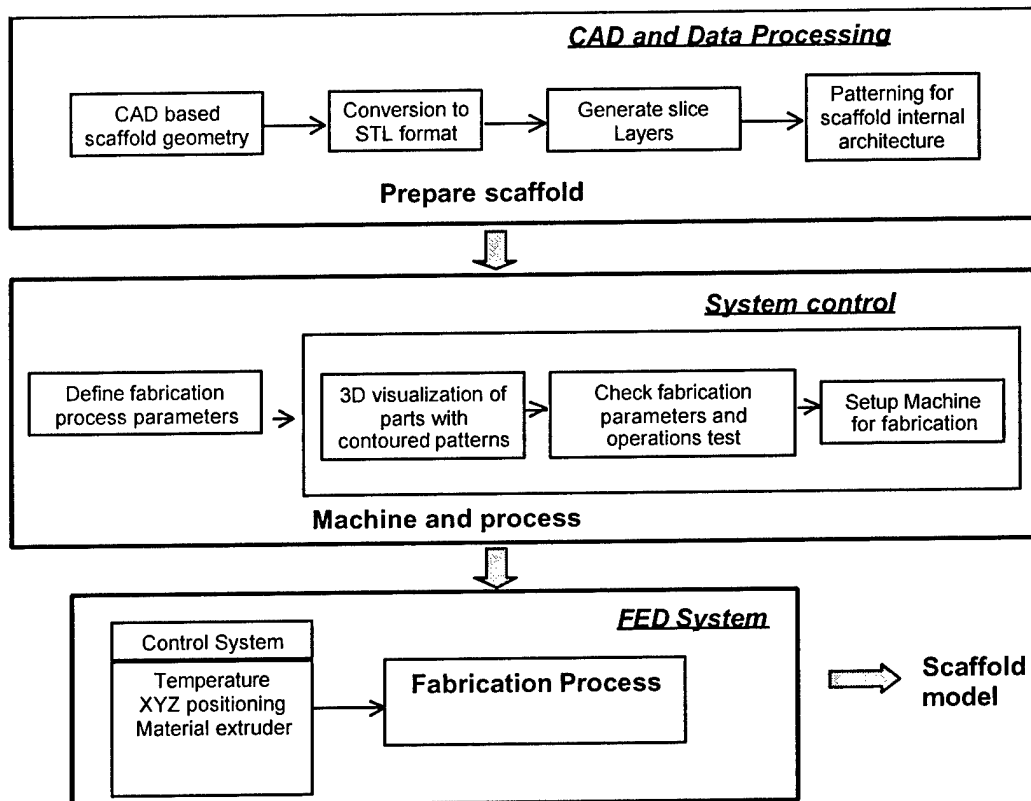 CAD and Data Processing
CAD based
scaffold geometry
Conversion to
STL format
Generate slice
Layers
Patterning for
scaffold internal
architecture
Prepare scaffold
System control
Define fabrication
process parameters
3D visualization of
parts with
contoured patterns
Check fabrication
parameters and
operations test
Setup Machine
for fabrication
Machine and process
FED System
Control System
Temperature
XYZ positioning
Material extruder
Fabrication Process
Scaffold
model